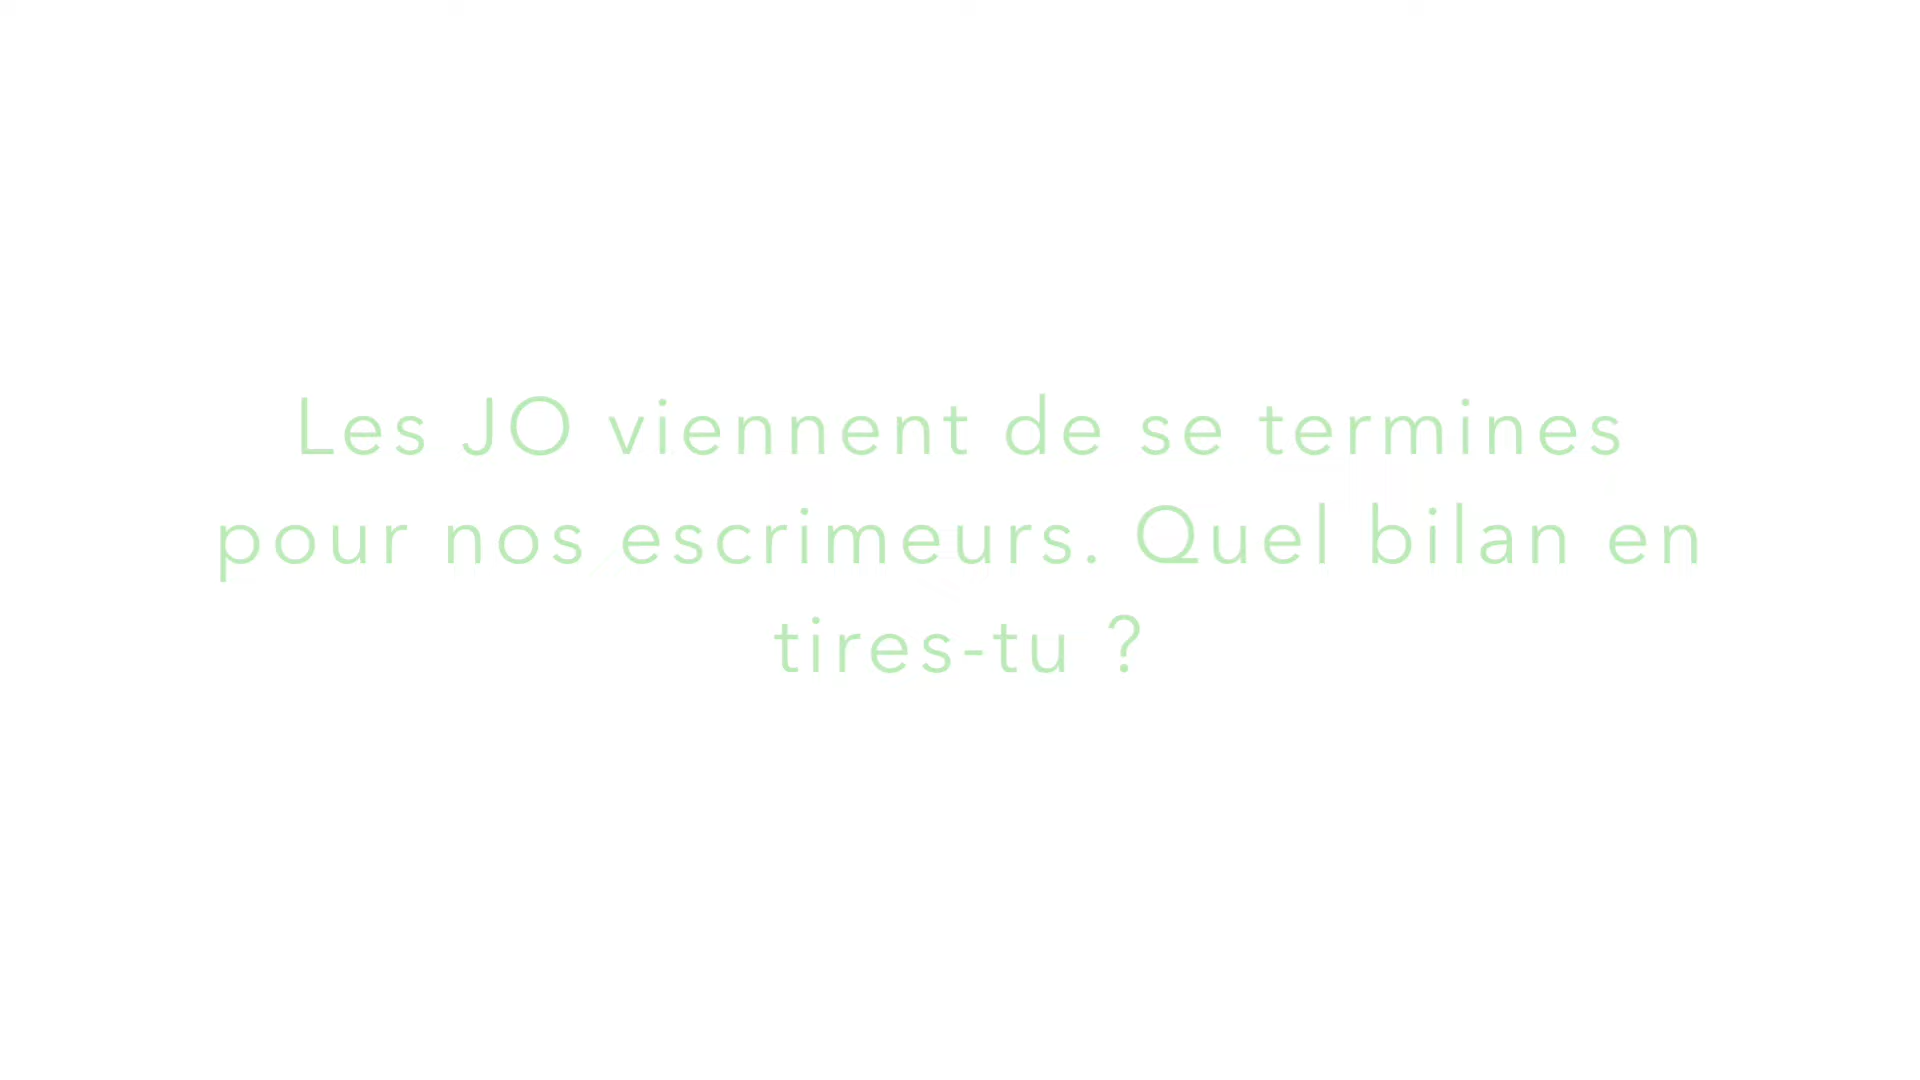 Les JO viennent de se termines
pour nos escrimeurs. Quel bilan en
tires-tu ?